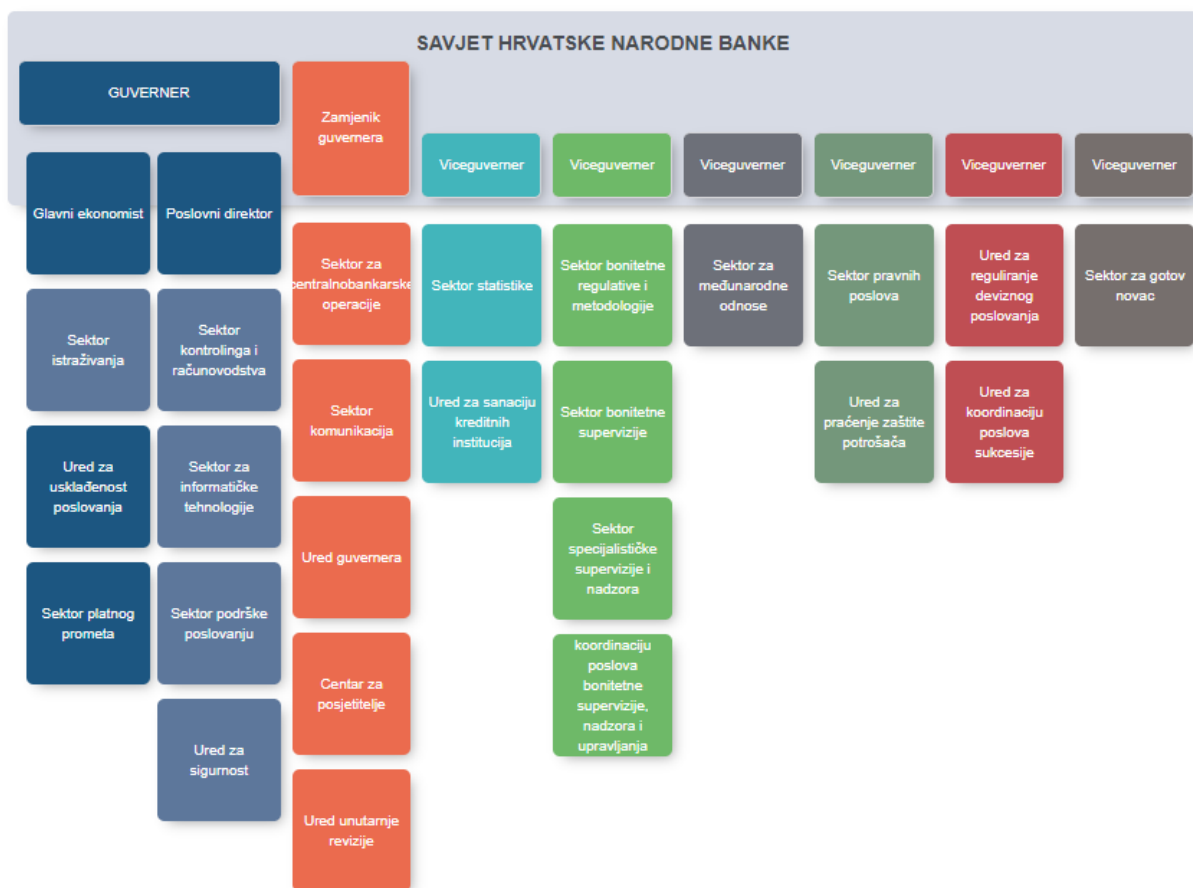 SAVJET HRVATSKE NARODNE BANKE
GUVERNER
Zamjenik
guvernera
Viceguverner
Viceguverner
Viceguverner
Viceguverner
Viceguverner
Viceguverner
Glavni ekonomist
Poslovni direktor
Sektor za
centralnobankarske
operacije
Sektor statistike
Sektor bonitetne
regulative i
metodologije
Sektor za
međunarodne
odnose
Sektor pravnih
poslova
Ured za
reguliranje
deviznog
poslovanja
Sektor za gotov
novac
Sektor
istraživanja
Sektor
kontrolinga i
računovodstva
Sektor
komunikacija
Ured za sanaciju
kreditnih
institucija
Sektor bonitetne
supervizije
Ured za
praćenje zaštite
potrošača
Ured za
koordinaciju
poslova
sukcesije
Ured za
usklađenost
poslovanja
Sektor za
informatičke
tehnologije
Ured guvernera
Sektor
specijalističke
supervizije i
nadzora
Sektor platnog
prometa
Sektor podrške
poslovanju
Centar za
posjetitelje
koordinaciju
poslova
bonitetne
supervizije,
nadzora i
upravljanja
Ured za
sigurnost
Ured unutarnje
revizije